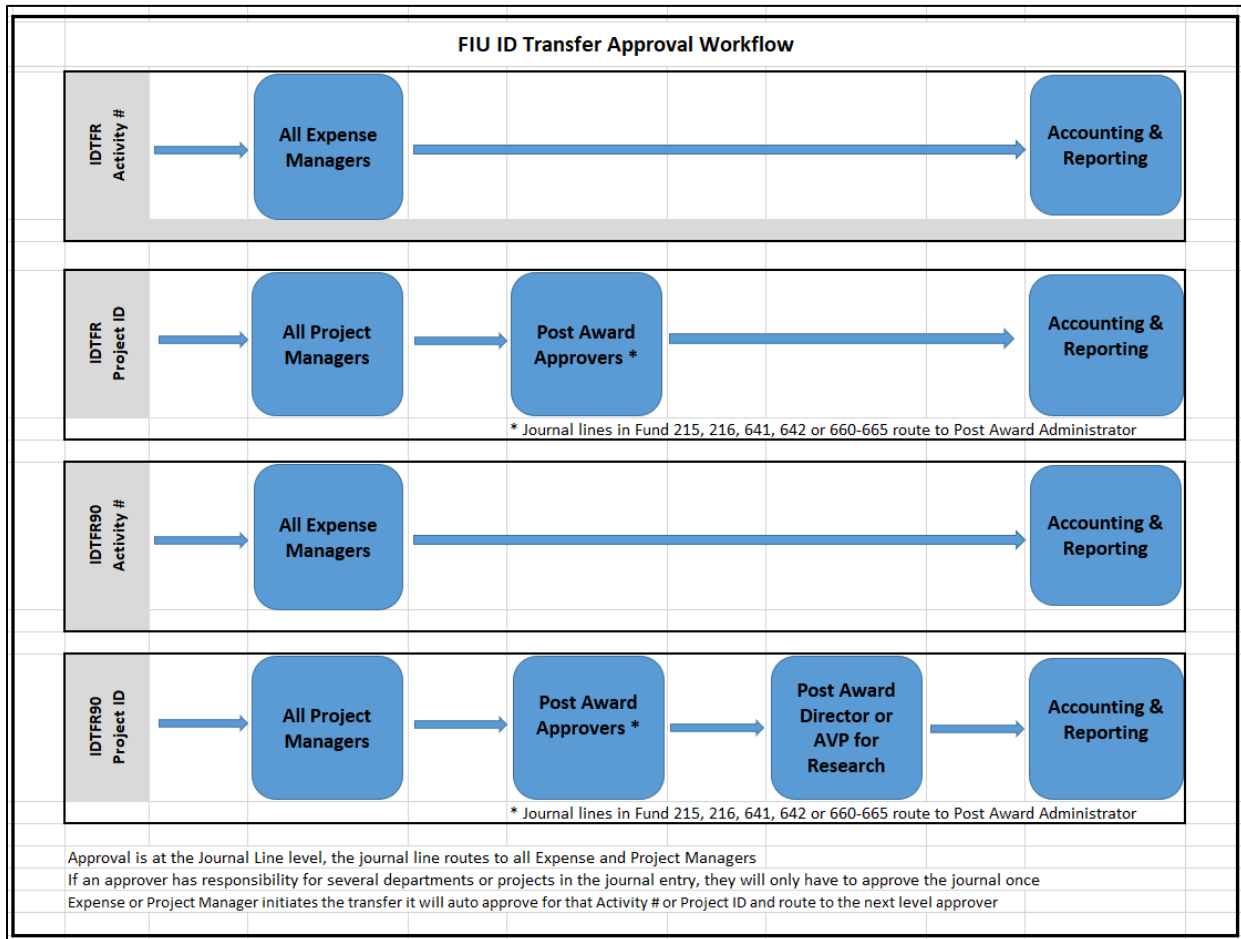 FIU ID Transfer Approval Workflow
IDTFR
Activity #
All Expense
Managers
Accounting &
Reporting
IDTFR
Project ID
All Project
Managers
Post Award
Approvers *
Accounting &
Reporting
* Journal lines in Fund 215, 216, 641, 642 or 660-665 route to Post Award Administrator
IDTFR90
Activity #
All Expense
Managers
Accounting &
Reporting
IDTFR90
Project ID
All Project
Managers
Post Award
Approvers *
Post Award
Director or
AVP for
Research
Accounting &
Reporting
* Journal lines in Fund 215, 216, 641, 642 or 660-665 route to Post Award Administrator
Approval is at the Journal Line level, the journal line routes to all Expense and Project Managers
If an approver has responsibility for several departments or projects in the journal entry, they will only have to approve the journal once
Expense or Project Manager initiates the transfer it will auto approve for that Activity # or Project ID and route to the next level approver